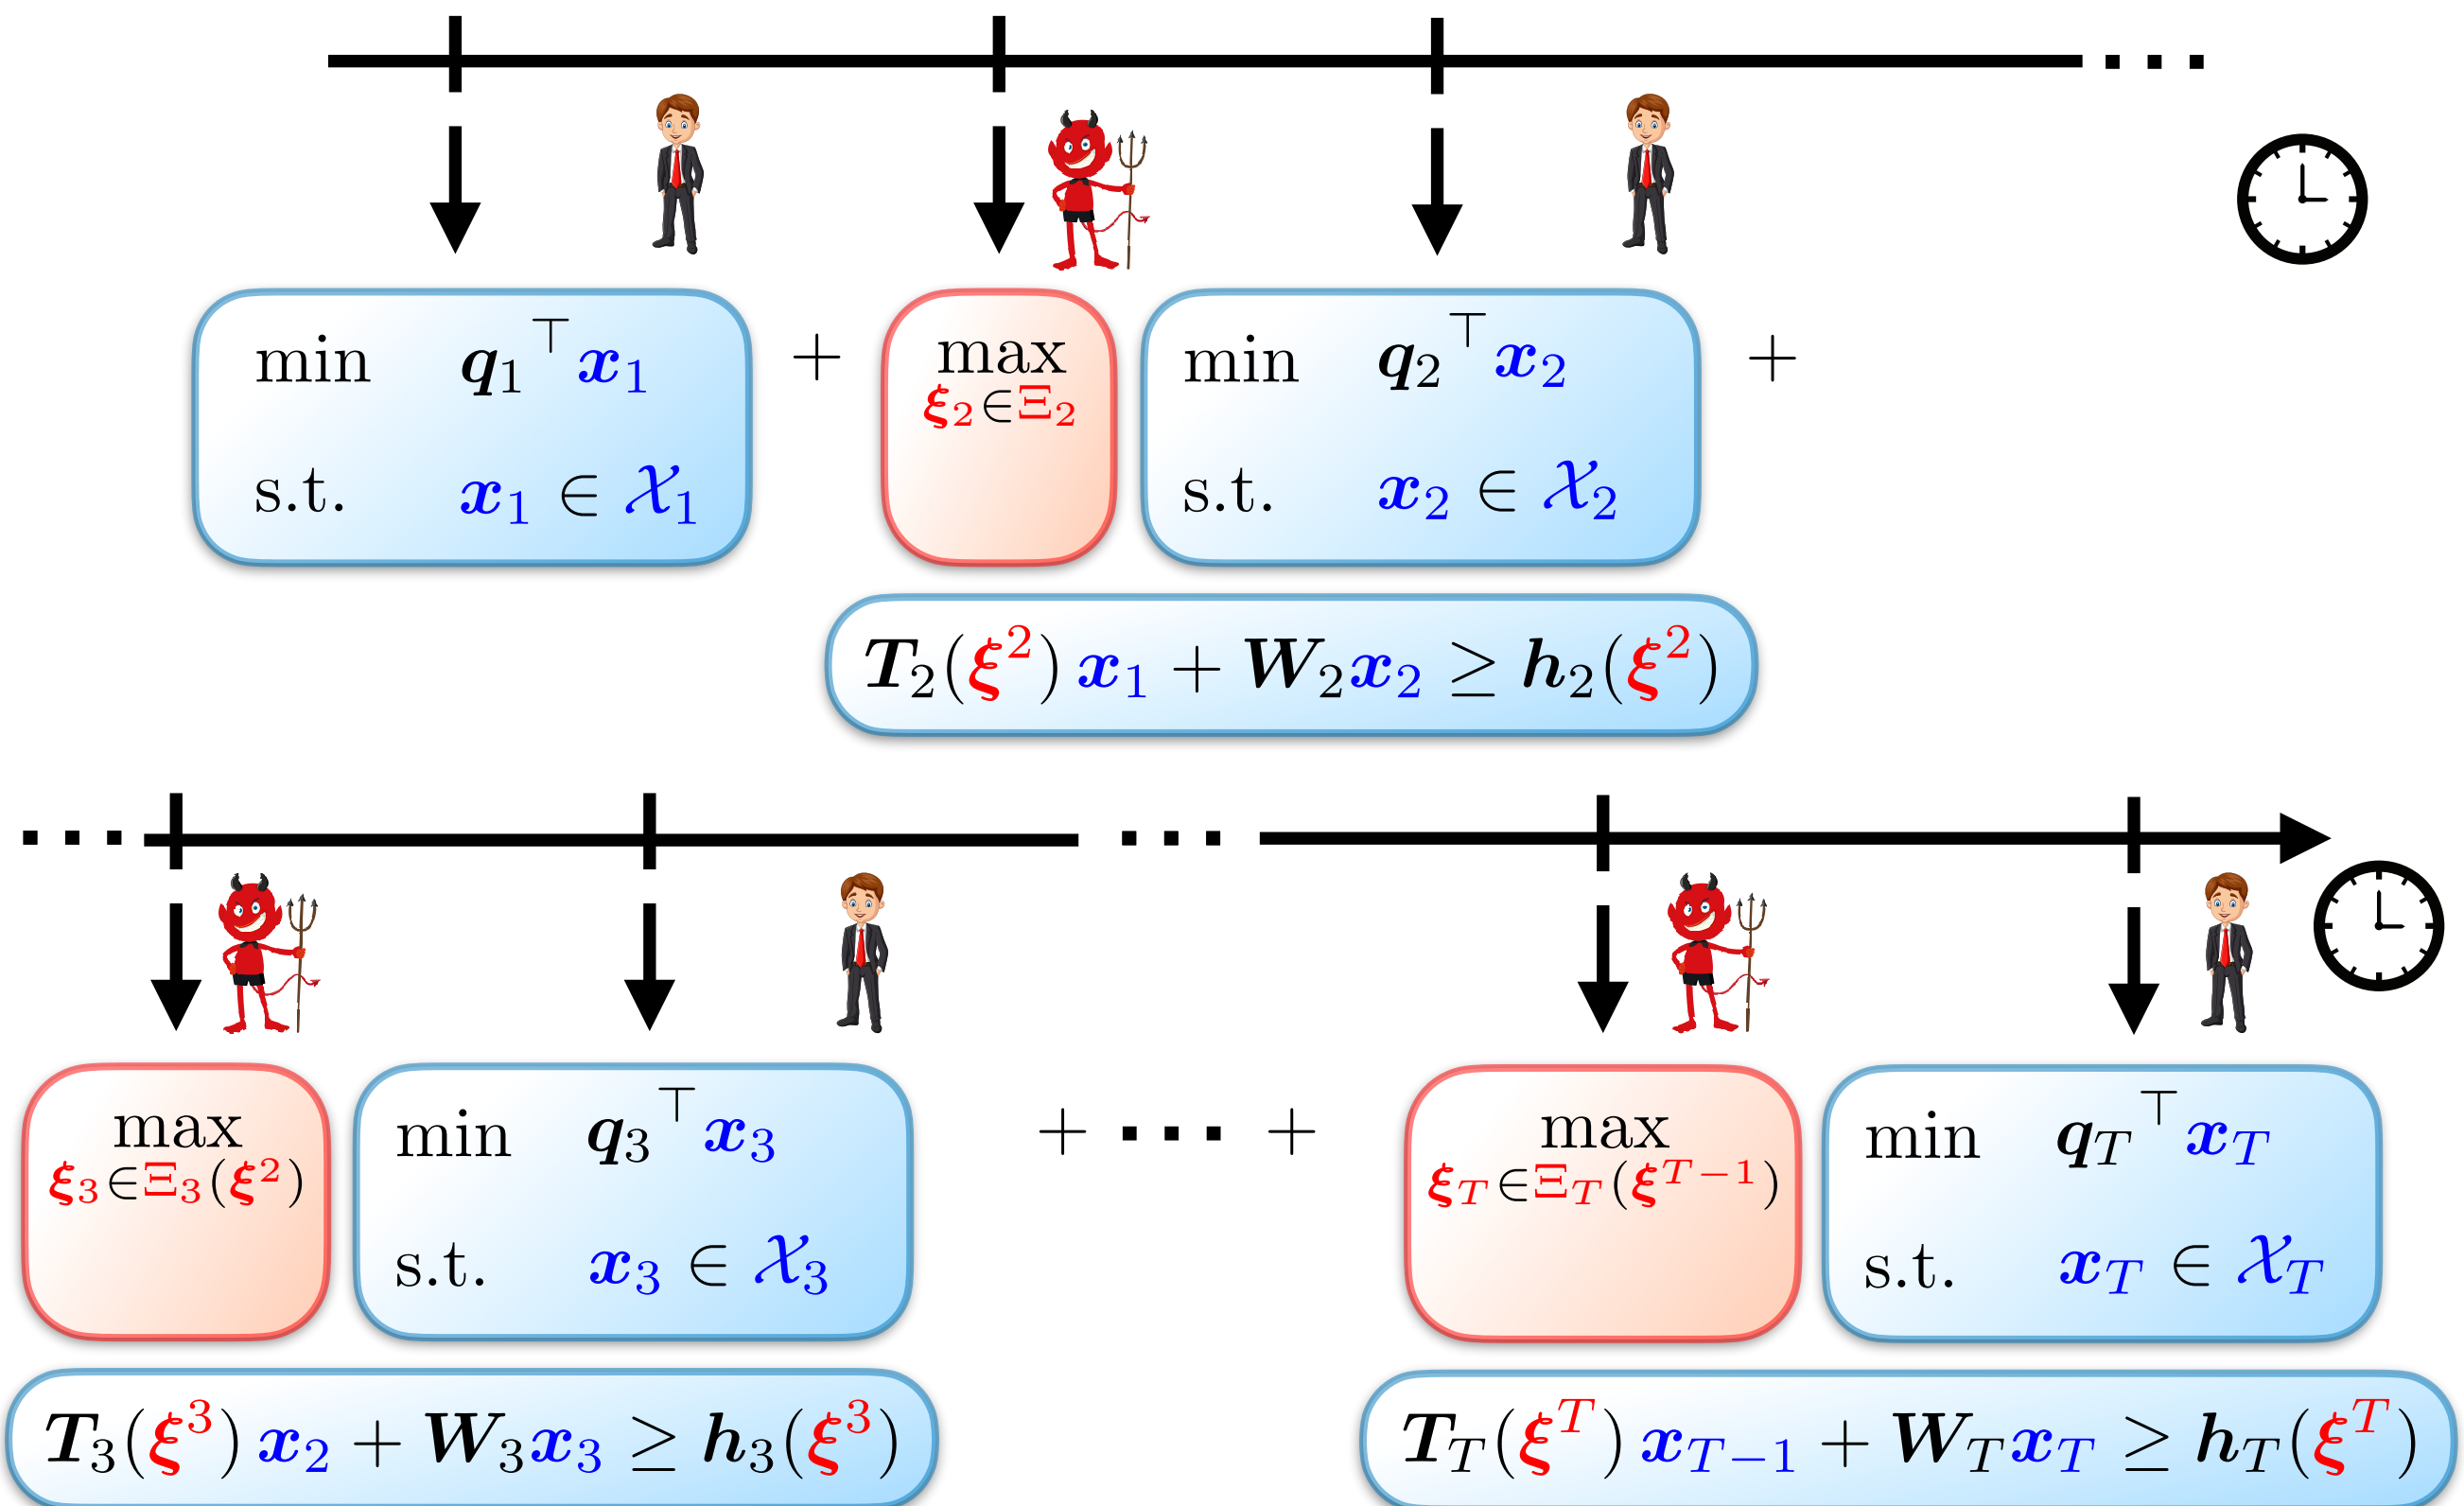 min q₁⊤x₁ + max min q₂⊤x₂ +
ξ₂∈Ξ₂
s.t. x₁ ∈ 𝒳₁ s.t. x₂ ∈ 𝒳₂
T₂(ξ²) x₁ + W₂x₂ ≥ h₂(ξ²)
max min q₃⊤x₃ + ··· + max min q_T⊤x_T
ξ₃∈Ξ₃(ξ²) ξ_T∈Ξ_T(ξ^{T−1})
s.t. x₃ ∈ 𝒳₃ s.t. x_T ∈ 𝒳_T
T₃(ξ³) x₂ + W₃x₃ ≥ h₃(ξ³) T_T(ξ^T) x_{T−1} + W_Tx_T ≥ h_T(ξ^T)